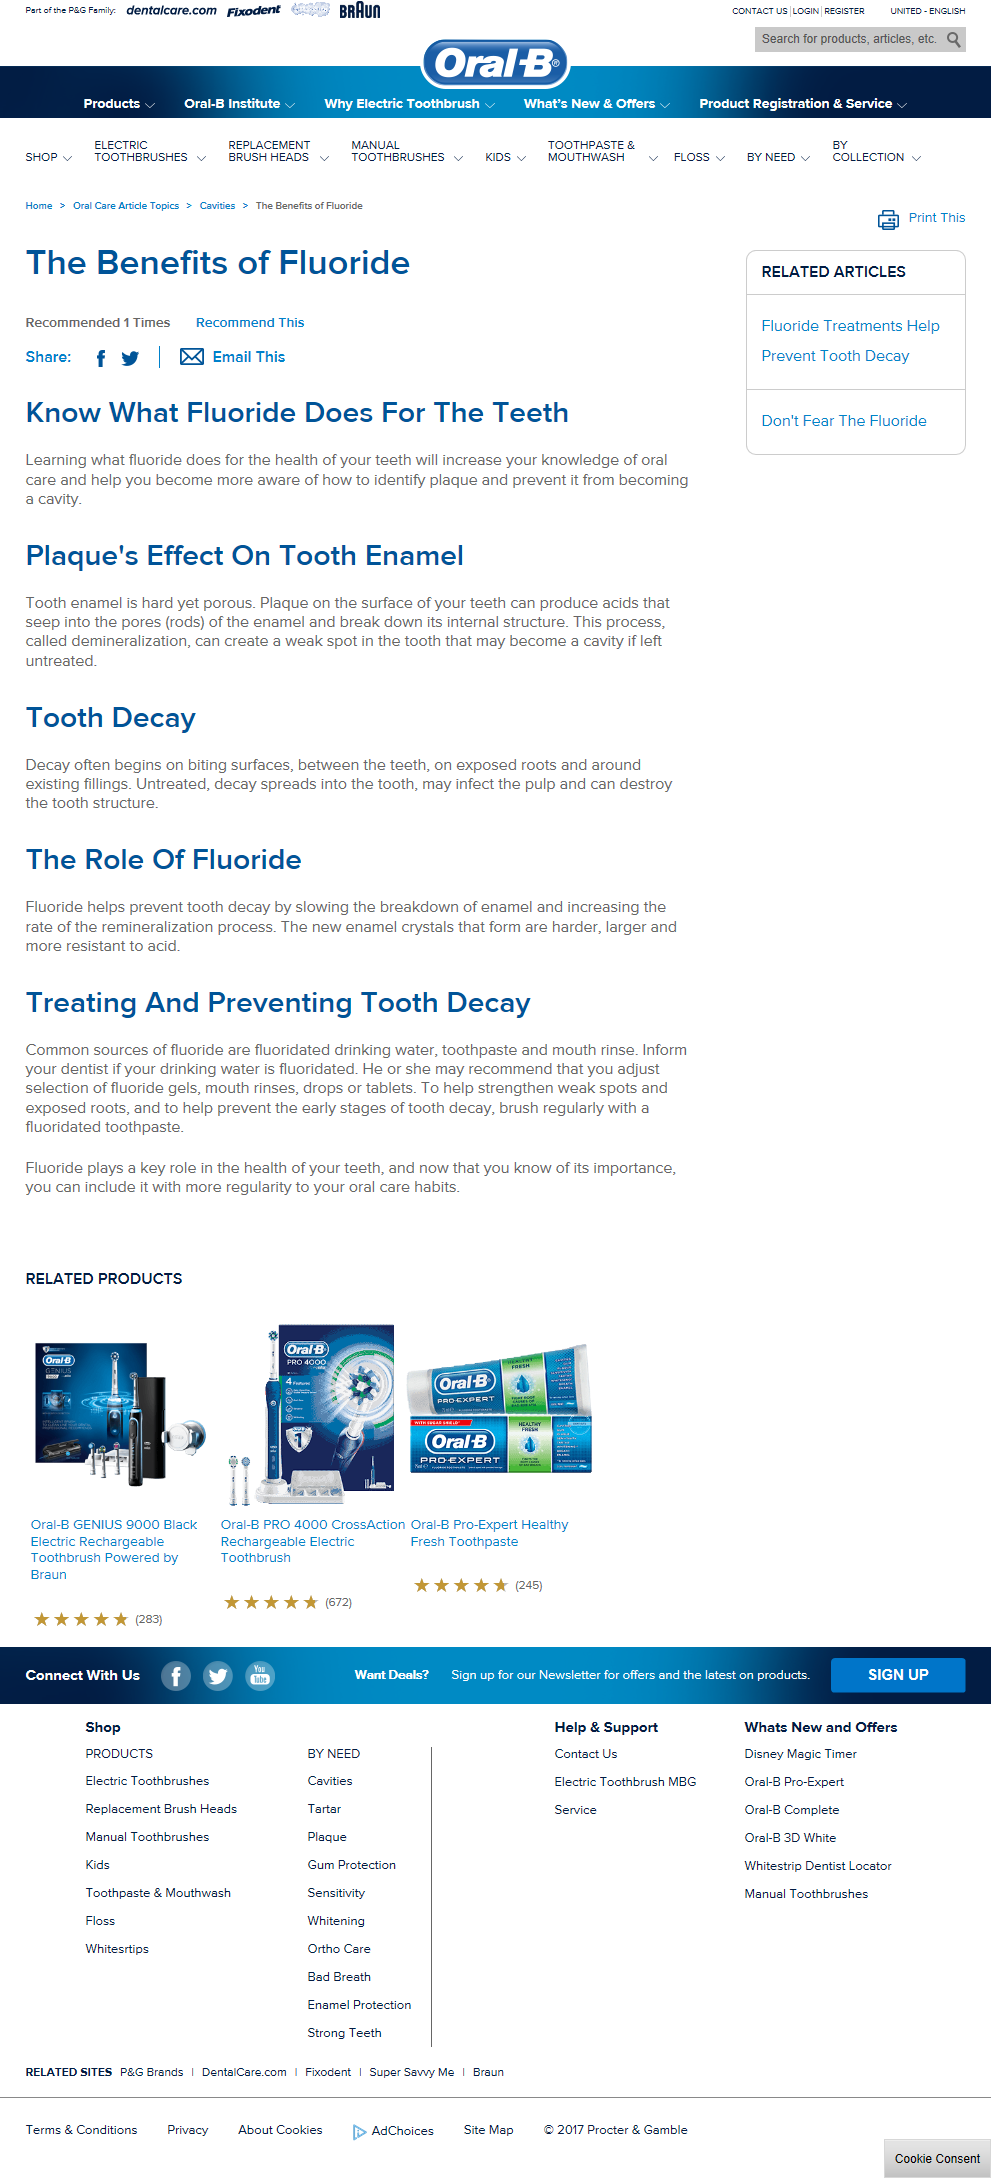 Part of the P&G Family: dentalcare.com Fixodent BRAUN
CONTACT US | LOGIN | REGISTER UNITED - ENGLISH
Search for products, articles, etc.
Oral-B®
Products Oral-B Institute Why Electric Toothbrush What's New & Offers Product Registration & Service
SHOP ELECTRIC TOOTHBRUSHES REPLACEMENT BRUSH HEADS MANUAL TOOTHBRUSHES KIDS TOOTHPASTE & MOUTHWASH FLOSS BY NEED BY COLLECTION
Home > Oral Care Article Topics > Cavities > The Benefits of Fluoride
Print This
The Benefits of Fluoride
Recommended 1 Times Recommend This
Share: Email This
RELATED ARTICLES
Fluoride Treatments Help
Prevent Tooth Decay
Don't Fear The Fluoride
Know What Fluoride Does For The Teeth
Learning what fluoride does for the health of your teeth will increase your knowledge of oral
care and help you become more aware of how to identify plaque and prevent it from becoming
a cavity.
Plaque's Effect On Tooth Enamel
Tooth enamel is hard yet porous. Plaque on the surface of your teeth can produce acids that
seep into the pores (rods) of the enamel and break down its internal structure. This process,
called demineralization, can create a weak spot in the tooth that may become a cavity if left
untreated.
Tooth Decay
Decay often begins on biting surfaces, between the teeth, on exposed roots and around
existing fillings. Untreated, decay spreads into the tooth, may infect the pulp and can destroy
the tooth structure.
The Role Of Fluoride
Fluoride helps prevent tooth decay by slowing the breakdown of enamel and increasing the
rate of the remineralization process. The new enamel crystals that form are harder, larger and
more resistant to acid.
Treating And Preventing Tooth Decay
Common sources of fluoride are fluoridated drinking water, toothpaste and mouth rinse. Inform
your dentist if your drinking water is fluoridated. He or she may recommend that you adjust
selection of fluoride gels, mouth rinses, drops or tablets. To help strengthen weak spots and
exposed roots, and to help prevent the early stages of tooth decay, brush regularly with a
fluoridated toothpaste.
Fluoride plays a key role in the health of your teeth, and now that you know of its importance,
you can include it with more regularity to your oral care habits.
RELATED PRODUCTS
Oral-B
GENIUS
Oral-B
PRO 4000
4 Features
1
Oral-B
PRO-EXPERT
HEALTHY
FRESH
Oral-B
PRO-EXPERT
HEALTHY
FRESH
Oral-B GENIUS 9000 Black
Electric Rechargeable
Toothbrush Powered by
Braun
(283)
Oral-B PRO 4000 CrossAction
Rechargeable Electric
Toothbrush
(672)
Oral-B Pro-Expert Healthy
Fresh Toothpaste
(245)
Connect With Us You Tube Want Deals? Sign up for our Newsletter for offers and the latest on products. SIGN UP
Shop
PRODUCTS
Electric Toothbrushes
Replacement Brush Heads
Manual Toothbrushes
Kids
Toothpaste & Mouthwash
Floss
Whitesrtips
BY NEED
Cavities
Tartar
Plaque
Gum Protection
Sensitivity
Whitening
Ortho Care
Bad Breath
Enamel Protection
Strong Teeth
Help & Support
Contact Us
Electric Toothbrush MBG
Service
Whats New and Offers
Disney Magic Timer
Oral-B Pro-Expert
Oral-B Complete
Oral-B 3D White
Whitestrip Dentist Locator
Manual Toothbrushes
RELATED SITES P&G Brands | DentalCare.com | Fixodent | Super Savvy Me | Braun
Terms & Conditions Privacy About Cookies AdChoices Site Map © 2017 Procter & Gamble
Cookie Consent